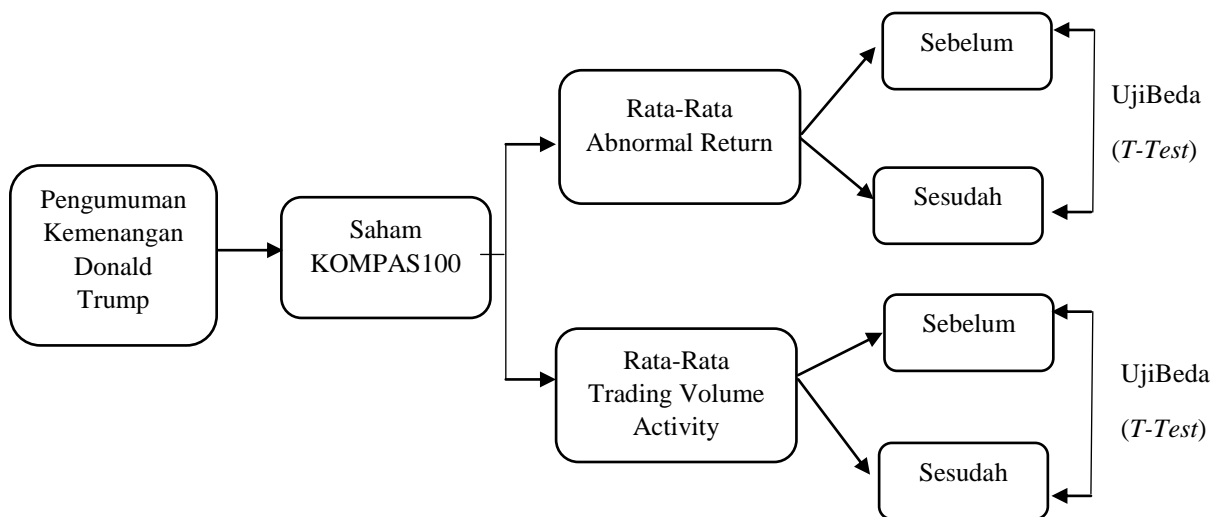 Pengumuman
Kemenangan
Donald
Trump
Saham
KOMPAS100
Rata-Rata
Abnormal Return
Sebelum
Sesudah
UjiBeda
(T-Test)
Rata-Rata
Trading Volume
Activity
Sebelum
Sesudah
UjiBeda
(T-Test)